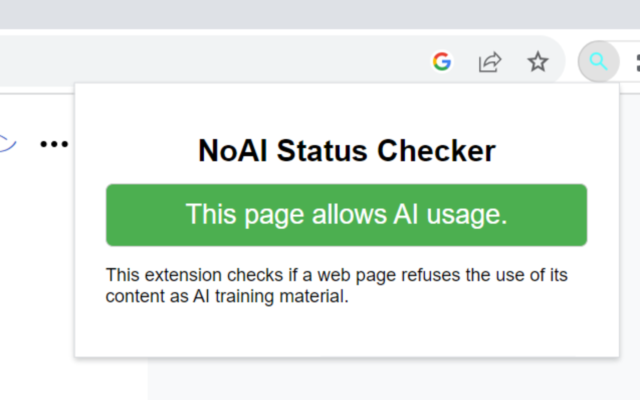 NoAI Status Checker
This page allows AI usage.
This extension checks if a web page refuses the use of its
content as AI training material.